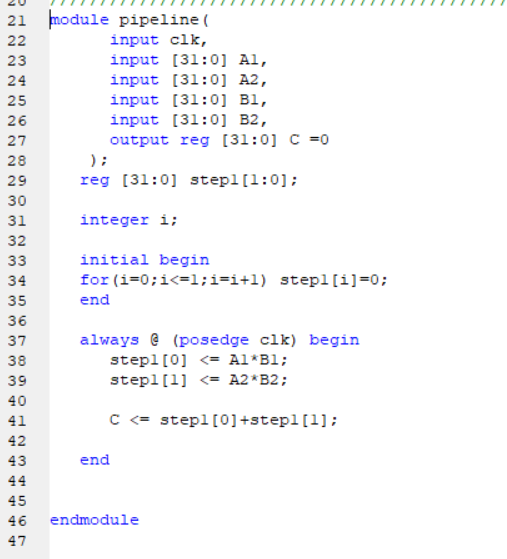 20 ////////////////////////////////////////////////////////////
21 module pipeline(
22 input clk,
23 input [31:0] A1,
24 input [31:0] A2,
25 input [31:0] B1,
26 input [31:0] B2,
27 output reg [31:0] C =0
28 );
29 reg [31:0] step1[1:0];
30
31 integer i;
32
33 initial begin
34 for(i=0;i<=1;i=i+1) step1[i]=0;
35 end
36
37 always @ (posedge clk) begin
38 step1[0] <= A1*B1;
39 step1[1] <= A2*B2;
40
41 C <= step1[0]+step1[1];
42
43 end
44
45
46 endmodule
47